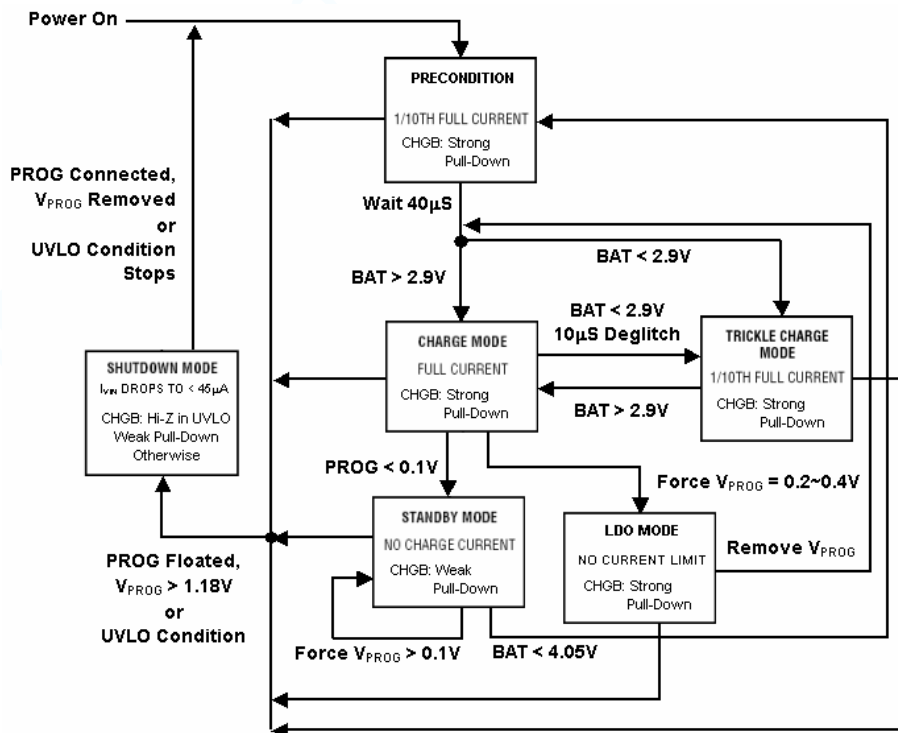 Power On
PRECONDITION
1/10TH FULL CURRENT
CHGB: Strong
Pull-Down
PROG Connected,
VPROG Removed
or
UVLO Condition
Stops
Wait 40µS
BAT > 2.9V
BAT < 2.9V
BAT < 2.9V
10µS Deglitch
CHARGE MODE
FULL CURRENT
CHGB: Strong
Pull-Down
TRICKLE CHARGE
MODE
1/10TH FULL CURRENT
CHGB: Strong
Pull-Down
BAT > 2.9V
SHUTDOWN MODE
IVIN DROPS TO < 45µA
CHGB: Hi-Z in UVLO
Weak Pull-Down
Otherwise
PROG < 0.1V
Force VPROG = 0.2~0.4V
STANDBY MODE
NO CHARGE CURRENT
CHGB: Weak
Pull-Down
LDO MODE
NO CURRENT LIMIT
CHGB: Strong
Pull-Down
Remove VPROG
PROG Floated,
VPROG > 1.18V
or
UVLO Condition
Force VPROG > 0.1V
BAT < 4.05V